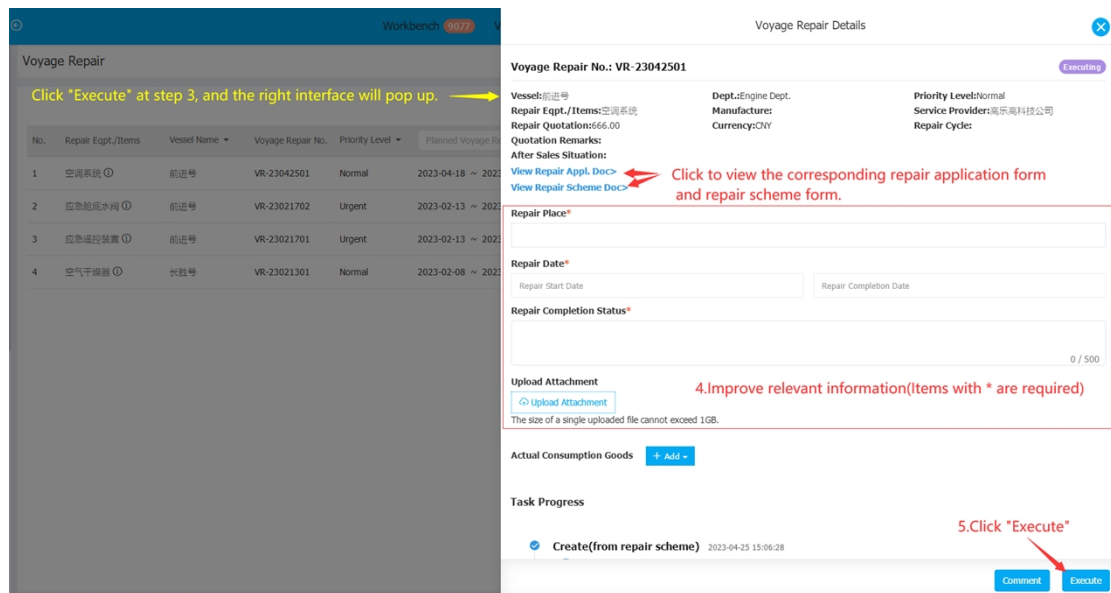 Workbench 9077 V
Voyage Repair Details
Voyage Repair
Voyage Repair No.: VR-23042501
Executing
Click "Execute" at step 3, and the right interface will pop up.
Vessel:前进号 Dept.:Engine Dept. Priority Level:Normal
Repair Eqpt./Items:空调系统 Manufacture: Service Provider:高乐高科技公司
Repair Quotation:666.00 Currency:CNY Repair Cycle:
Quotation Remarks:
After Sales Situation:
View Repair Appl. Doc>
View Repair Scheme Doc>
Click to view the corresponding repair application form
and repair scheme form.
No. Repair Eqpt./Items Vessel Name Voyage Repair No. Priority Level Planned Voyage Re
1 空调系统 前进号 VR-23042501 Normal 2023-04-18 ~ 2023
2 应急舱底水阀 前进号 VR-23021702 Urgent 2023-02-13 ~ 2023
3 应急遥控装置 前进号 VR-23021701 Urgent 2023-02-13 ~ 2023
4 空气干燥器 长胜号 VR-23021301 Normal 2023-02-08 ~ 2023
Repair Place*
Repair Date*
Repair Start Date Repair Completion Date
Repair Completion Status*
0 / 500
Upload Attachment
Upload Attachment
The size of a single uploaded file cannot exceed 1GB.
4.Improve relevant information(Items with * are required)
Actual Consumption Goods + Add
Task Progress
5.Click "Execute"
Create(from repair scheme) 2023-04-25 15:06:28
Comment Execute